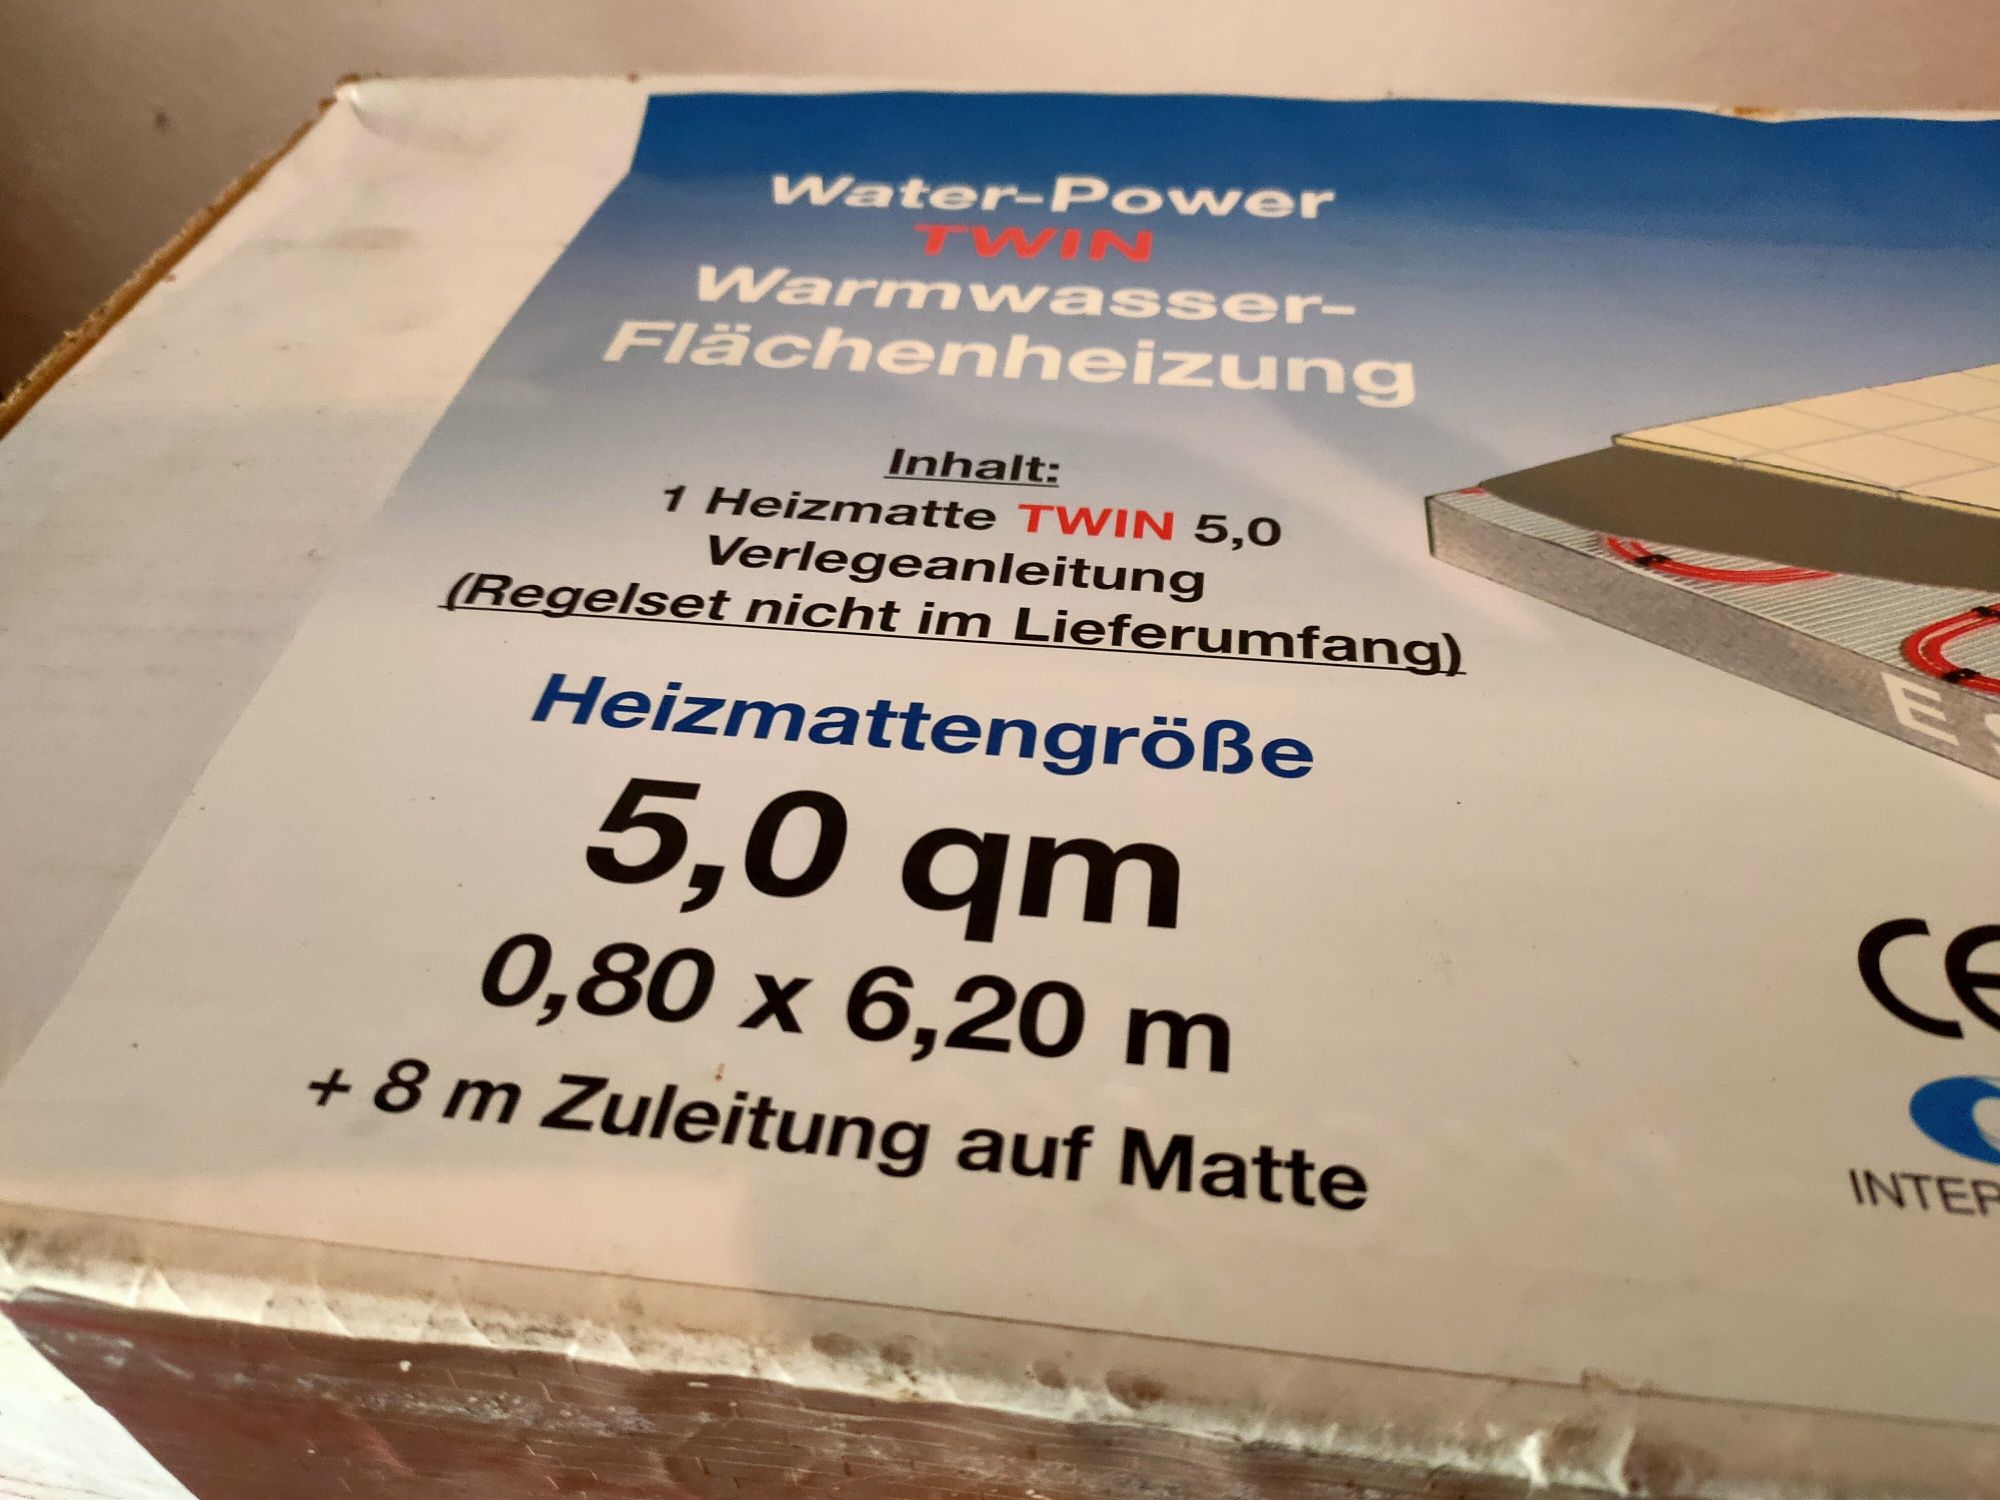 Water-Power
TWIN
Warmwasser-
Flächenheizung
Inhalt:
1 Heizmatte TWIN 5,0
Verlegeanleitung
(Regelset nicht im Lieferumfang)
Heizmattengröße
5,0 qm
0,80 x 6,20 m
+ 8 m Zuleitung auf Matte
CE